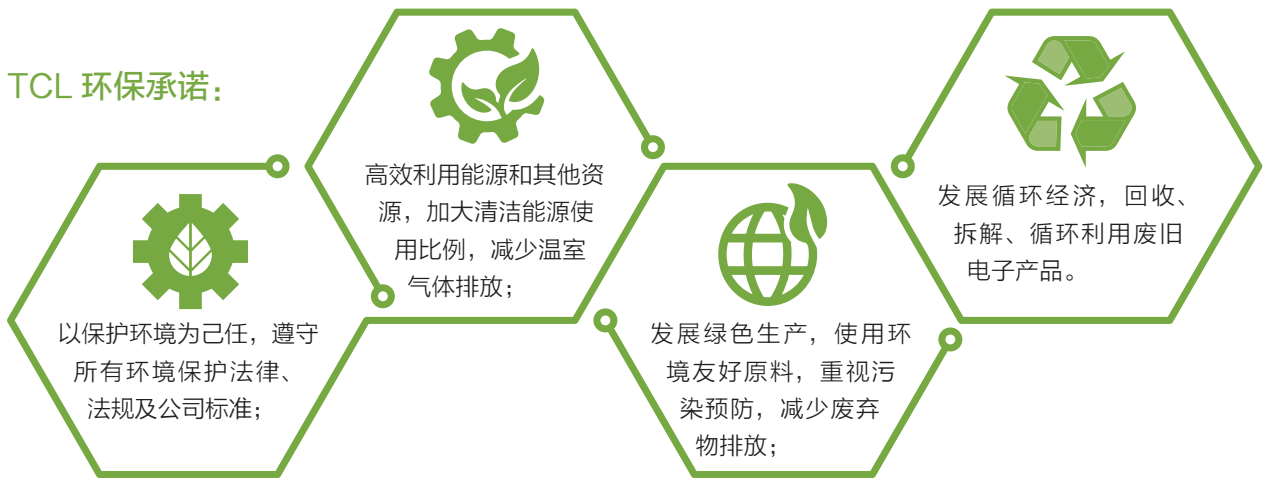 TCL 环保承诺：
以保护环境为己任，遵守
所有环境保护法律、
法规及公司标准；
高效利用能源和其他资
源，加大清洁能源使
用比例，减少温室
气体排放；
发展绿色生产，使用环
境友好原料，重视污
染预防，减少废弃
物排放；
发展循环经济，回收、
拆解、循环利用废旧
电子产品。